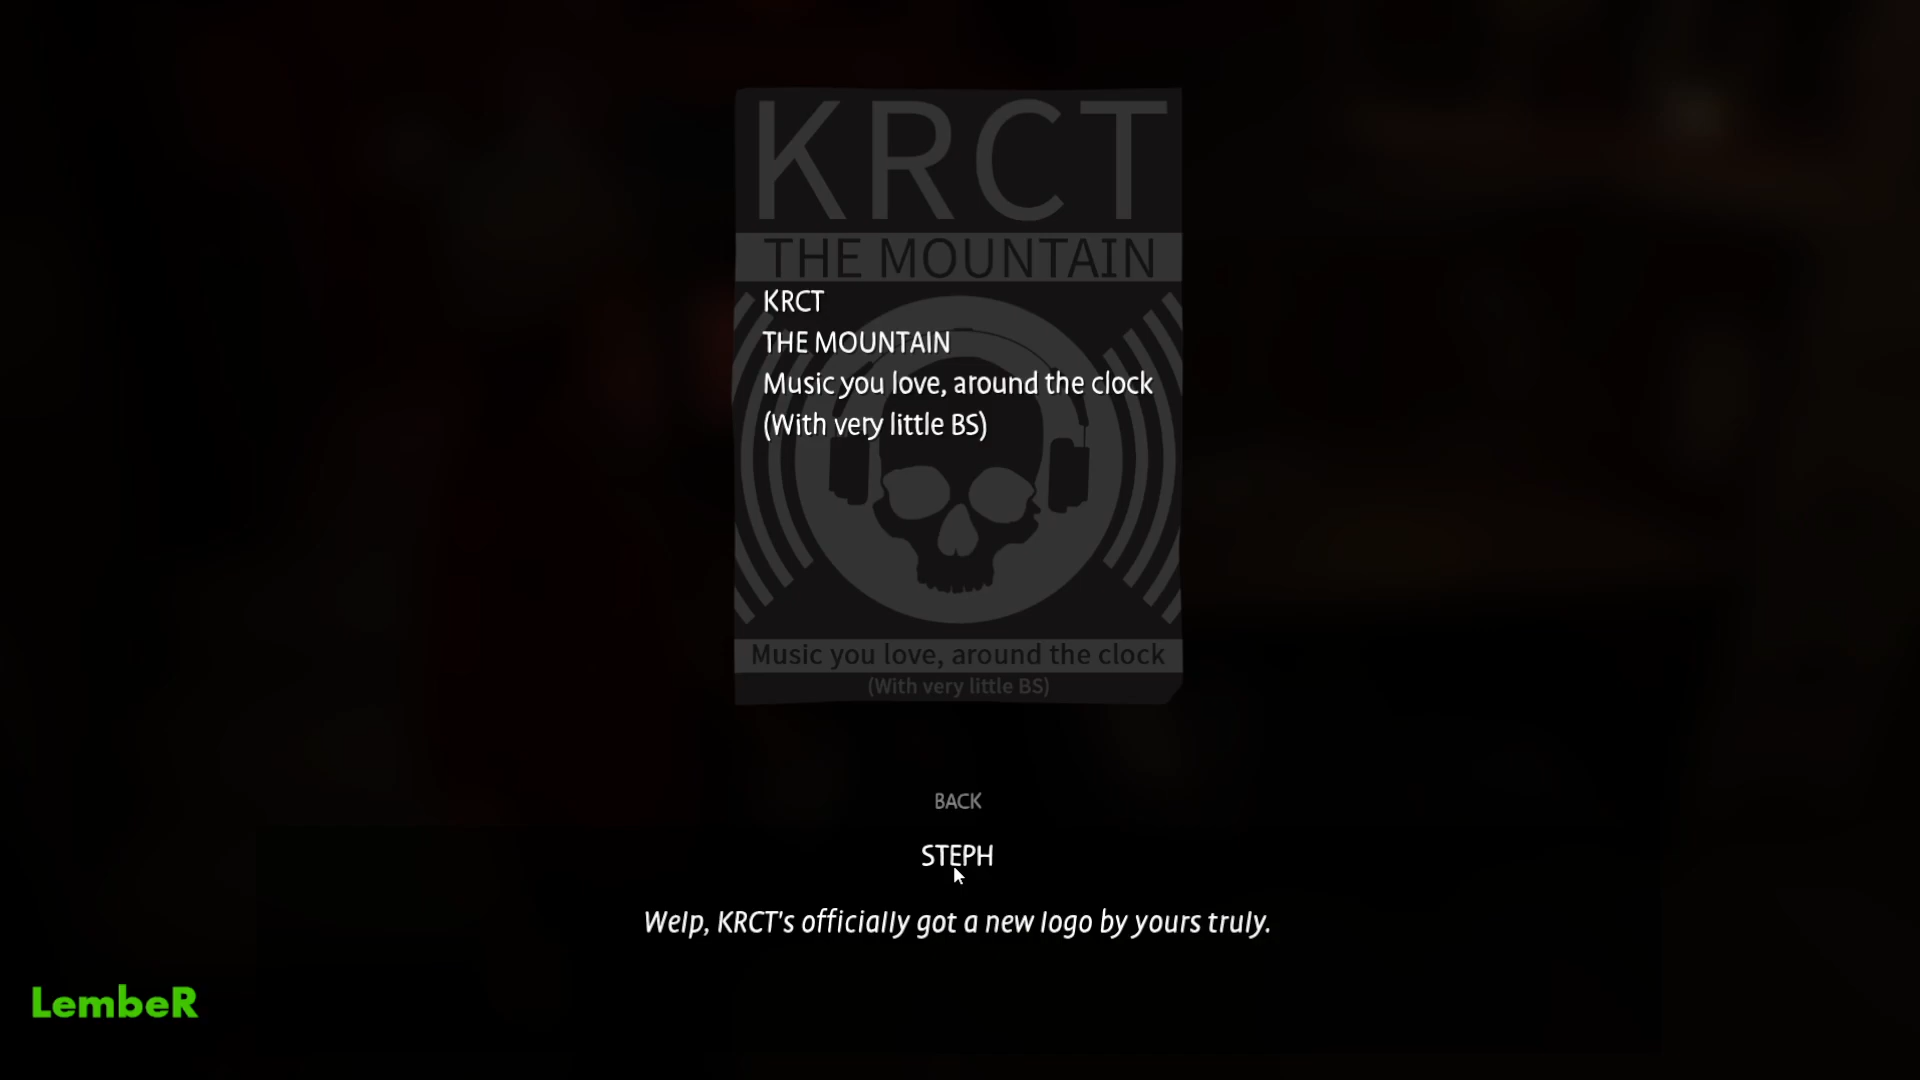 KRCT
THE MOUNTAIN
KRCT
THE MOUNTAIN
Music you love, around the clock
(With very little BS)
Music you love, around the clock
(With very little BS)
BACK
STEPH
Welp, KRCT's officially got a new logo by yours truly.
LembeR